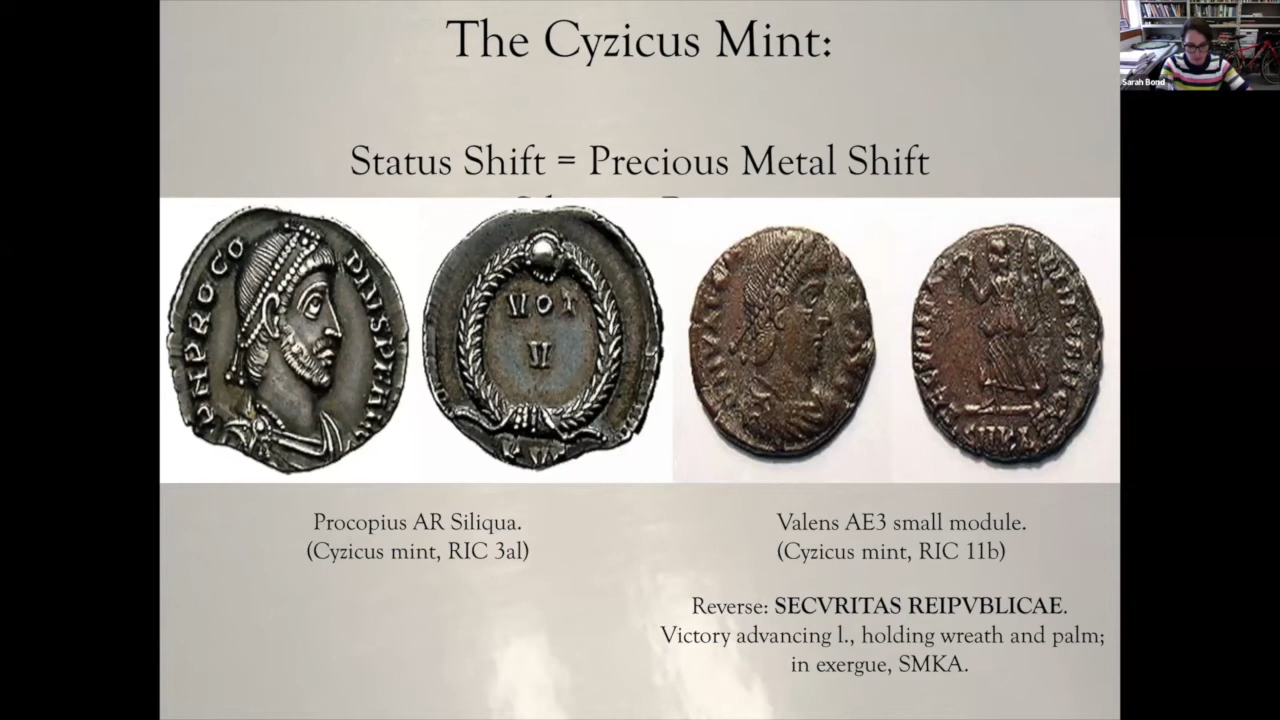 The Cyzicus Mint:
Sarah Bond
Status Shift = Precious Metal Shift
VOT
V
Procopius AR Siliqua.
(Cyzicus mint, RIC 3al)
Valens AE3 small module.
(Cyzicus mint, RIC 11b)
Reverse: SECVRITAS REIPVBLICAE.
Victory advancing l., holding wreath and palm;
in exergue, SMKA.